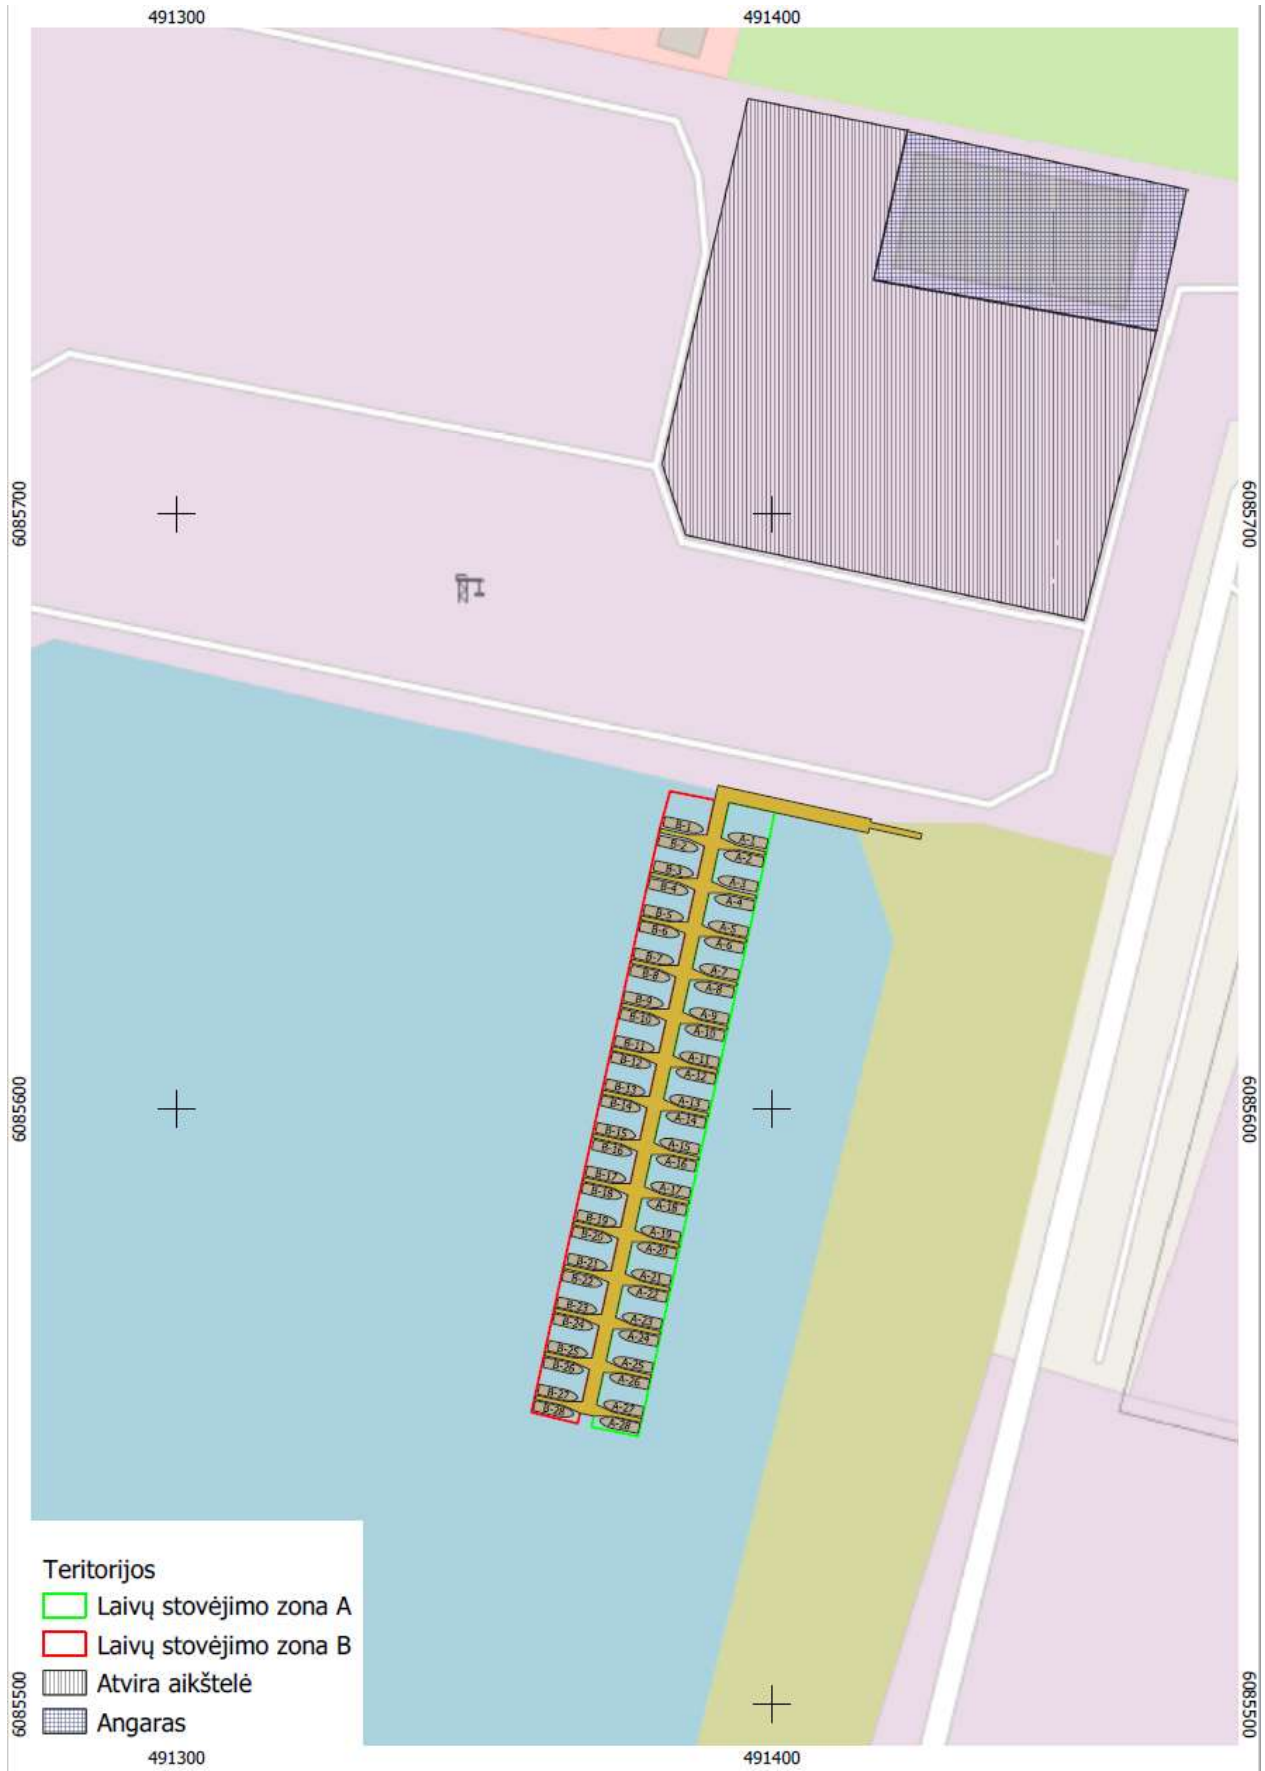 491300 491400
6085700 6085700
B-1 A-1
B-2 A-2
B-3 A-3
B-4 A-4
B-5 A-5
B-6 A-6
B-7 A-7
B-8 A-8
B-9 A-9
B-10 A-10
B-11 A-11
B-12 A-12
B-13 A-13
B-14 A-14
B-15 A-15
B-16 A-16
B-17 A-17
B-18 A-18
B-19 A-19
B-20 A-20
B-21 A-21
B-22 A-22
B-23 A-23
B-24 A-24
B-25 A-25
B-26 A-26
B-27 A-27
B-28 A-28
6085600 6085600
Teritorijos
Laivų stovėjimo zona A
Laivų stovėjimo zona B
Atvira aikštelė
Angaras
6085500 6085500
491300 491400